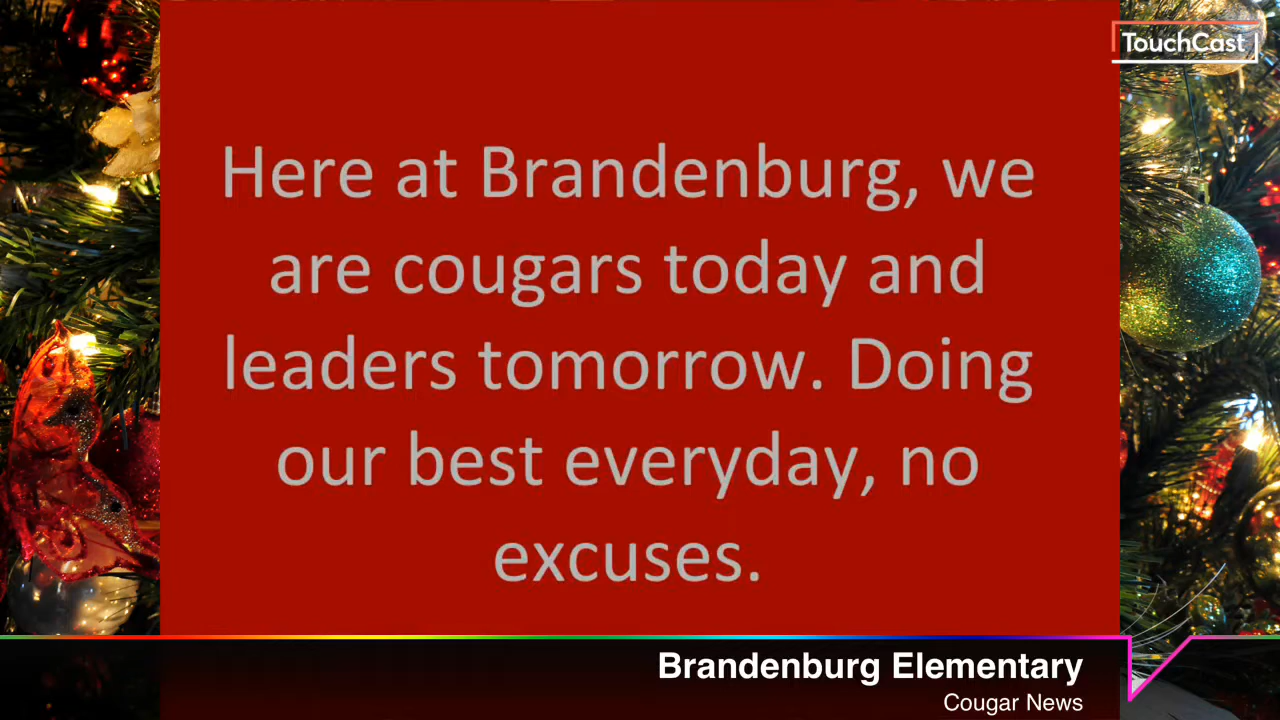 TouchCast
Here at Brandenburg, we
are cougars today and
leaders tomorrow. Doing
our best everyday, no
excuses.
Brandenburg Elementary
Cougar News